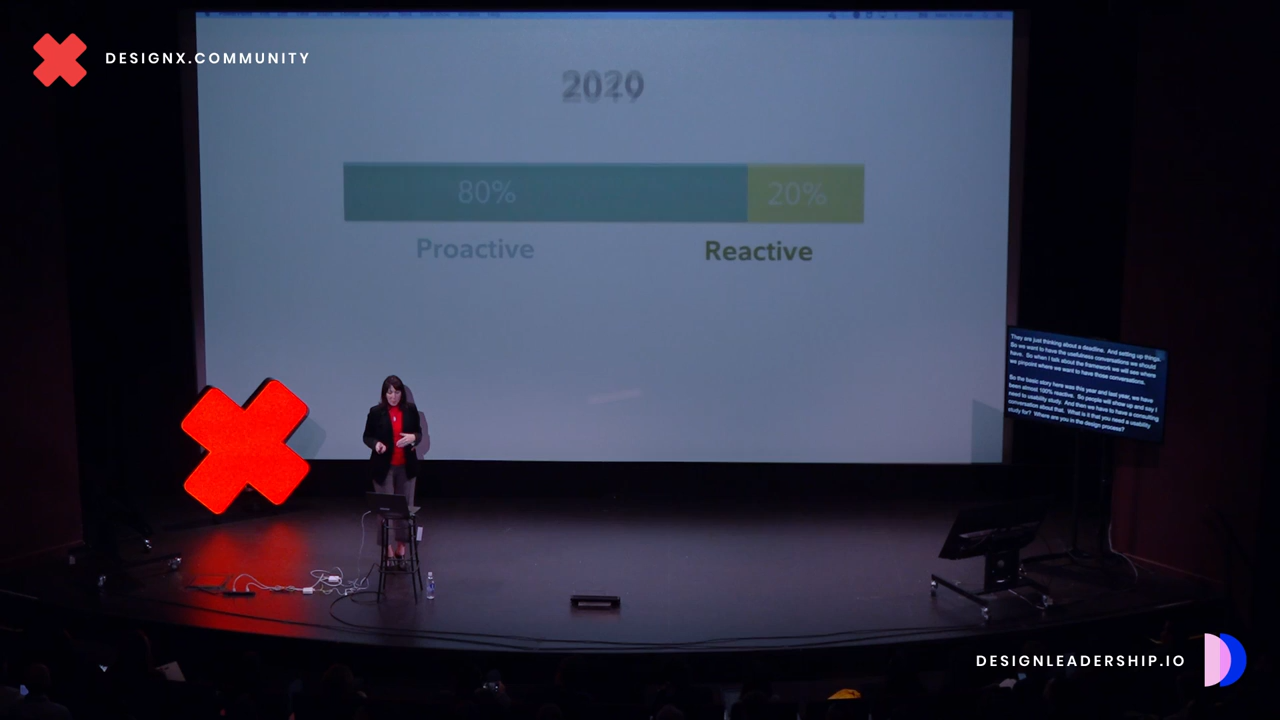 DESIGNX.COMMUNITY
80%
20%
Proactive
Reactive
They are just thinking about a deadline. And setting up things.
So we want to have the usefulness conversations we should
have. So when I talk about the framework we will see where
we pinpoint where we want to have those conversations.
So the basic story here was this year and last year, we have
been almost 100% reactive. So people will show up and say I
need to usability study. And then we have to have a consulting
conversation about that. What is it that you need a usability
study for? Where are you in the design process?
DESIGNLEADERSHIP.IO